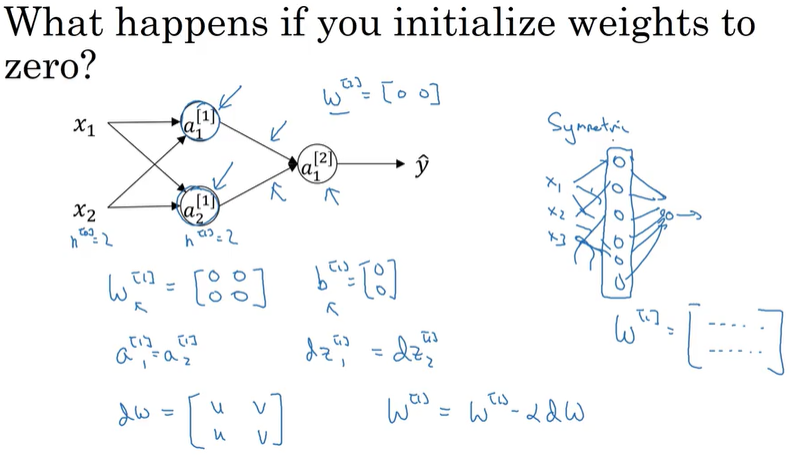 What happens if you initialize weights to
zero?
w^{[2]} = [0 0]
x₁
a₁^{[1]}
a₁^{[2]}
ŷ
x₂
a₂^{[1]}
n^{[0]} = 2
n^{[1]} = 2
Symmetric
x₁
x₂
x₃
w^{[1]} = [0 0
0 0]
b^{[1]} = [0
0]
w^{[1]} = [.....
.....]
a₁^{[1]} = a₂^{[1]}
dz₁^{[1]} = dz₂^{[1]}
dw = [u v
u v]
w^{[1]} = w^{[1]} - αdw